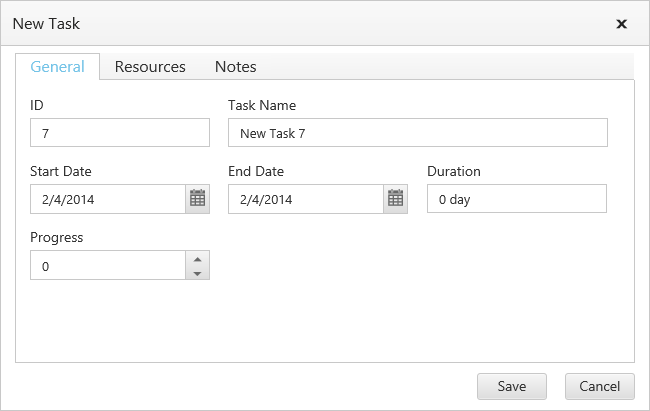 New Task
General Resources Notes
ID Task Name
7 New Task 7
Start Date End Date Duration
2/4/2014 2/4/2014 0 day
Progress
0
Save Cancel